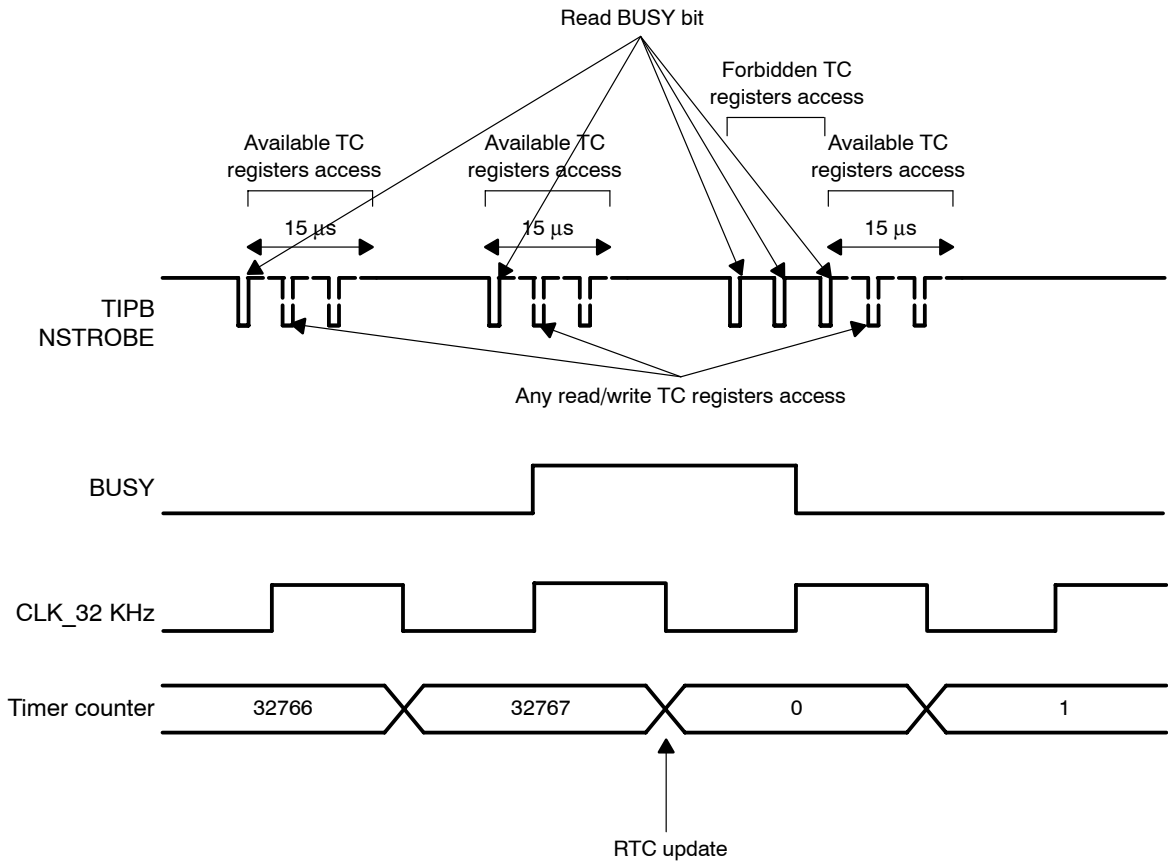 Read BUSY bit
Forbidden TC
registers access
Available TC
registers access
Available TC
registers access
Available TC
registers access
15 μs
15 μs
15 μs
TIPB
NSTROBE
Any read/write TC registers access
BUSY
CLK_32 KHz
Timer counter
32766
32767
0
1
RTC update